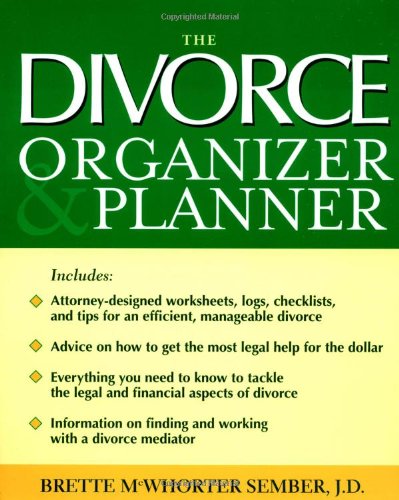 THE
DIVORCE
ORGANIZER
& PLANNER
Includes:
Attorney-designed worksheets, logs, checklists,
and tips for an efficient, manageable divorce
Advice on how to get the most legal help for the dollar
Everything you need to know to tackle
the legal and financial aspects of divorce
Information on finding and working
with a divorce mediator
BRETTE MCWHORTER SEMBER, J.D.